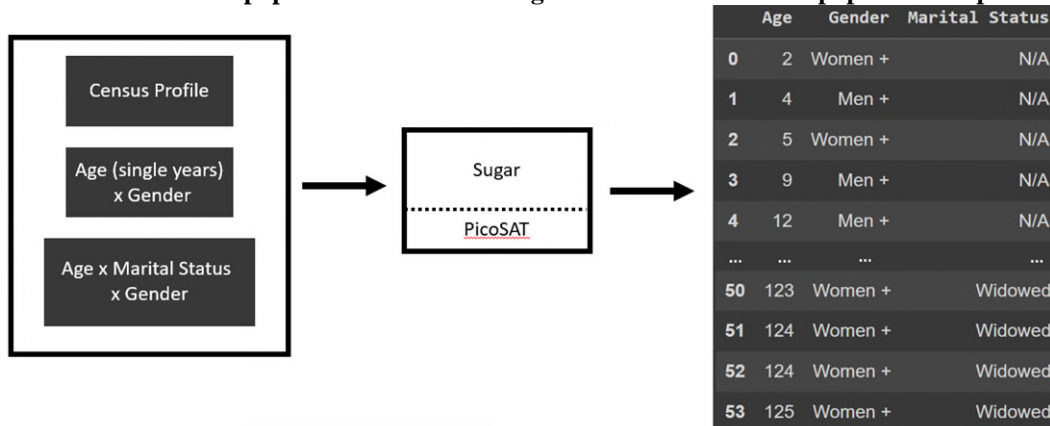 Census Profile
Age (single years)
x Gender
Age x Marital Status
x Gender
Sugar
PicoSAT
Age Gender Marital Status
0 2 Women + N/A
1 4 Men + N/A
2 5 Women + N/A
3 9 Men + N/A
4 12 Men + N/A
... ... ... ...
50 123 Women + Widowed
51 124 Women + Widowed
52 124 Women + Widowed
53 125 Women + Widowed